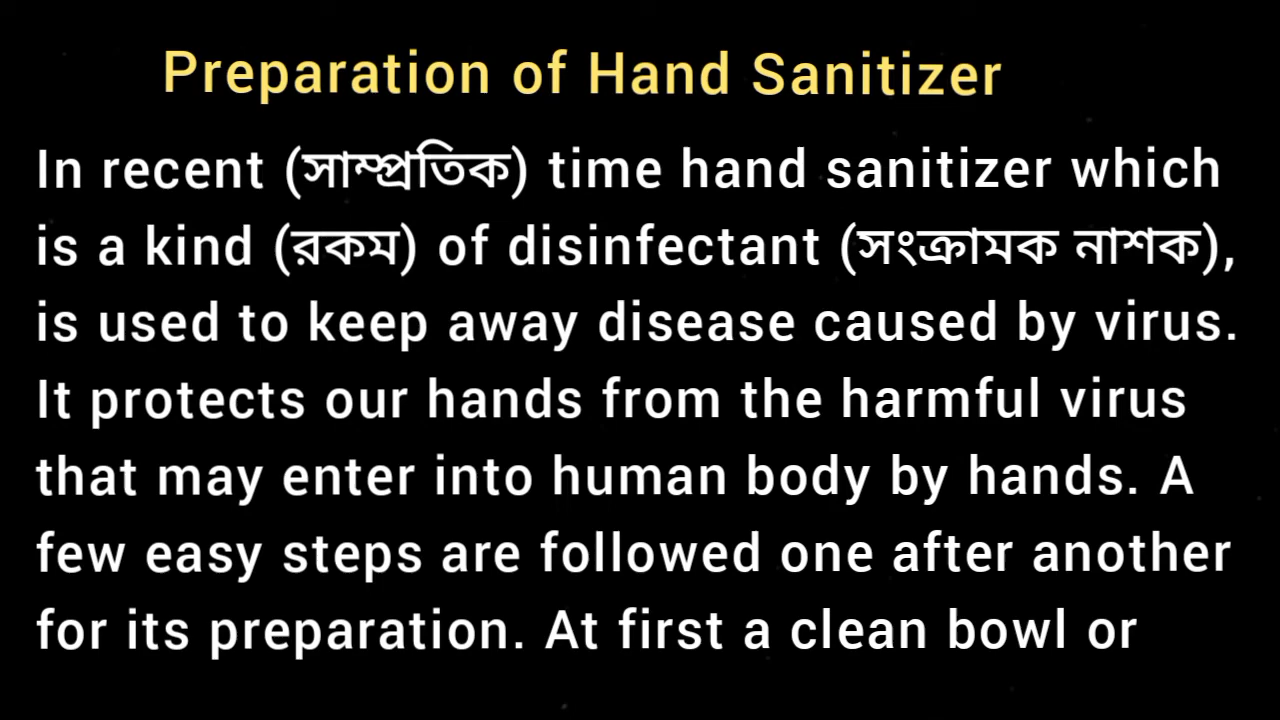 Preparation of Hand Sanitizer
In recent (সাম্প্রতিক) time hand sanitizer which
is a kind (রকম) of disinfectant (সংক্রামক নাশক),
is used to keep away disease caused by virus.
It protects our hands from the harmful virus
that may enter into human body by hands. A
few easy steps are followed one after another
for its preparation. At first a clean bowl or